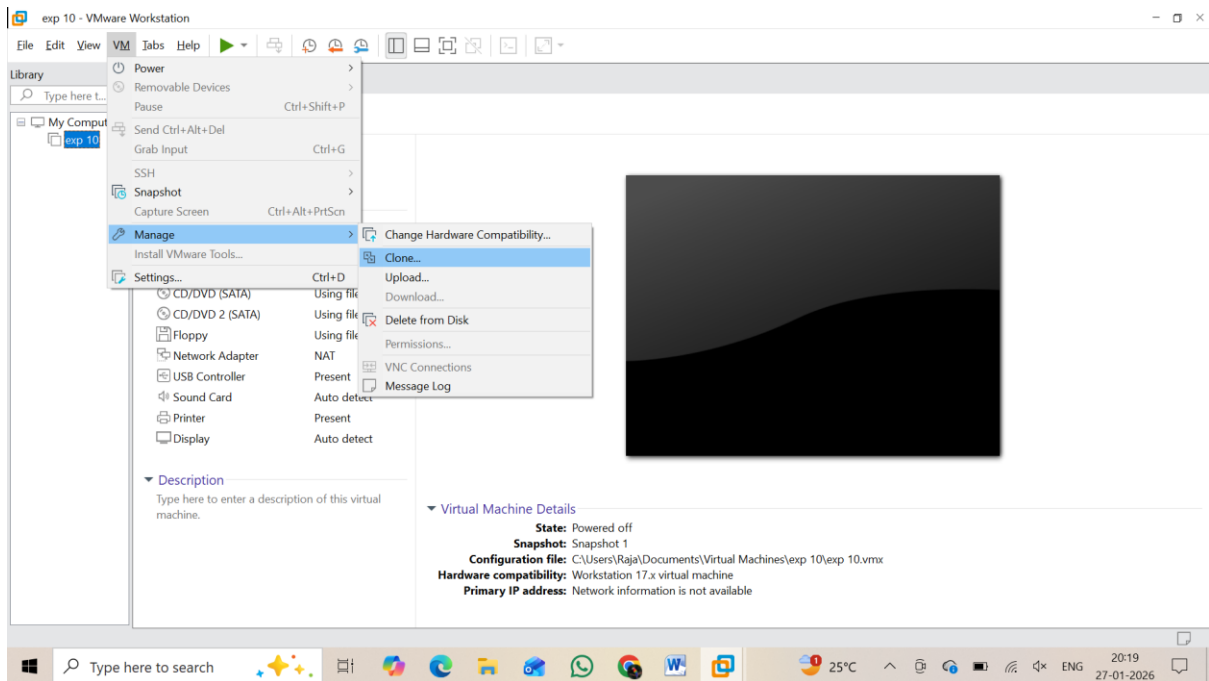 exp 10 - VMware Workstation
File Edit View VM Tabs Help
Library
Type here t...
My Comput
exp 10
Power
Removable Devices
Pause Ctrl+Shift+P
Send Ctrl+Alt+Del
Grab Input Ctrl+G
SSH
Snapshot
Capture Screen Ctrl+Alt+PrtScn
Manage
Install VMware Tools...
Settings... Ctrl+D
Change Hardware Compatibility...
Clone...
Upload...
Download...
Delete from Disk
Permissions...
VNC Connections
Message Log
CD/DVD (SATA) Using file
CD/DVD 2 (SATA) Using file
Floppy Using file
Network Adapter NAT
USB Controller Present
Sound Card Auto detect
Printer Present
Display Auto detect
Description
Type here to enter a description of this virtual
machine.
Virtual Machine Details
State: Powered off
Snapshot: Snapshot 1
Configuration file: C:\Users\Raja\Documents\Virtual Machines\exp 10\exp 10.vmx
Hardware compatibility: Workstation 17.x virtual machine
Primary IP address: Network information is not available
Type here to search
1
25°C
ENG
20:19
27-01-2026